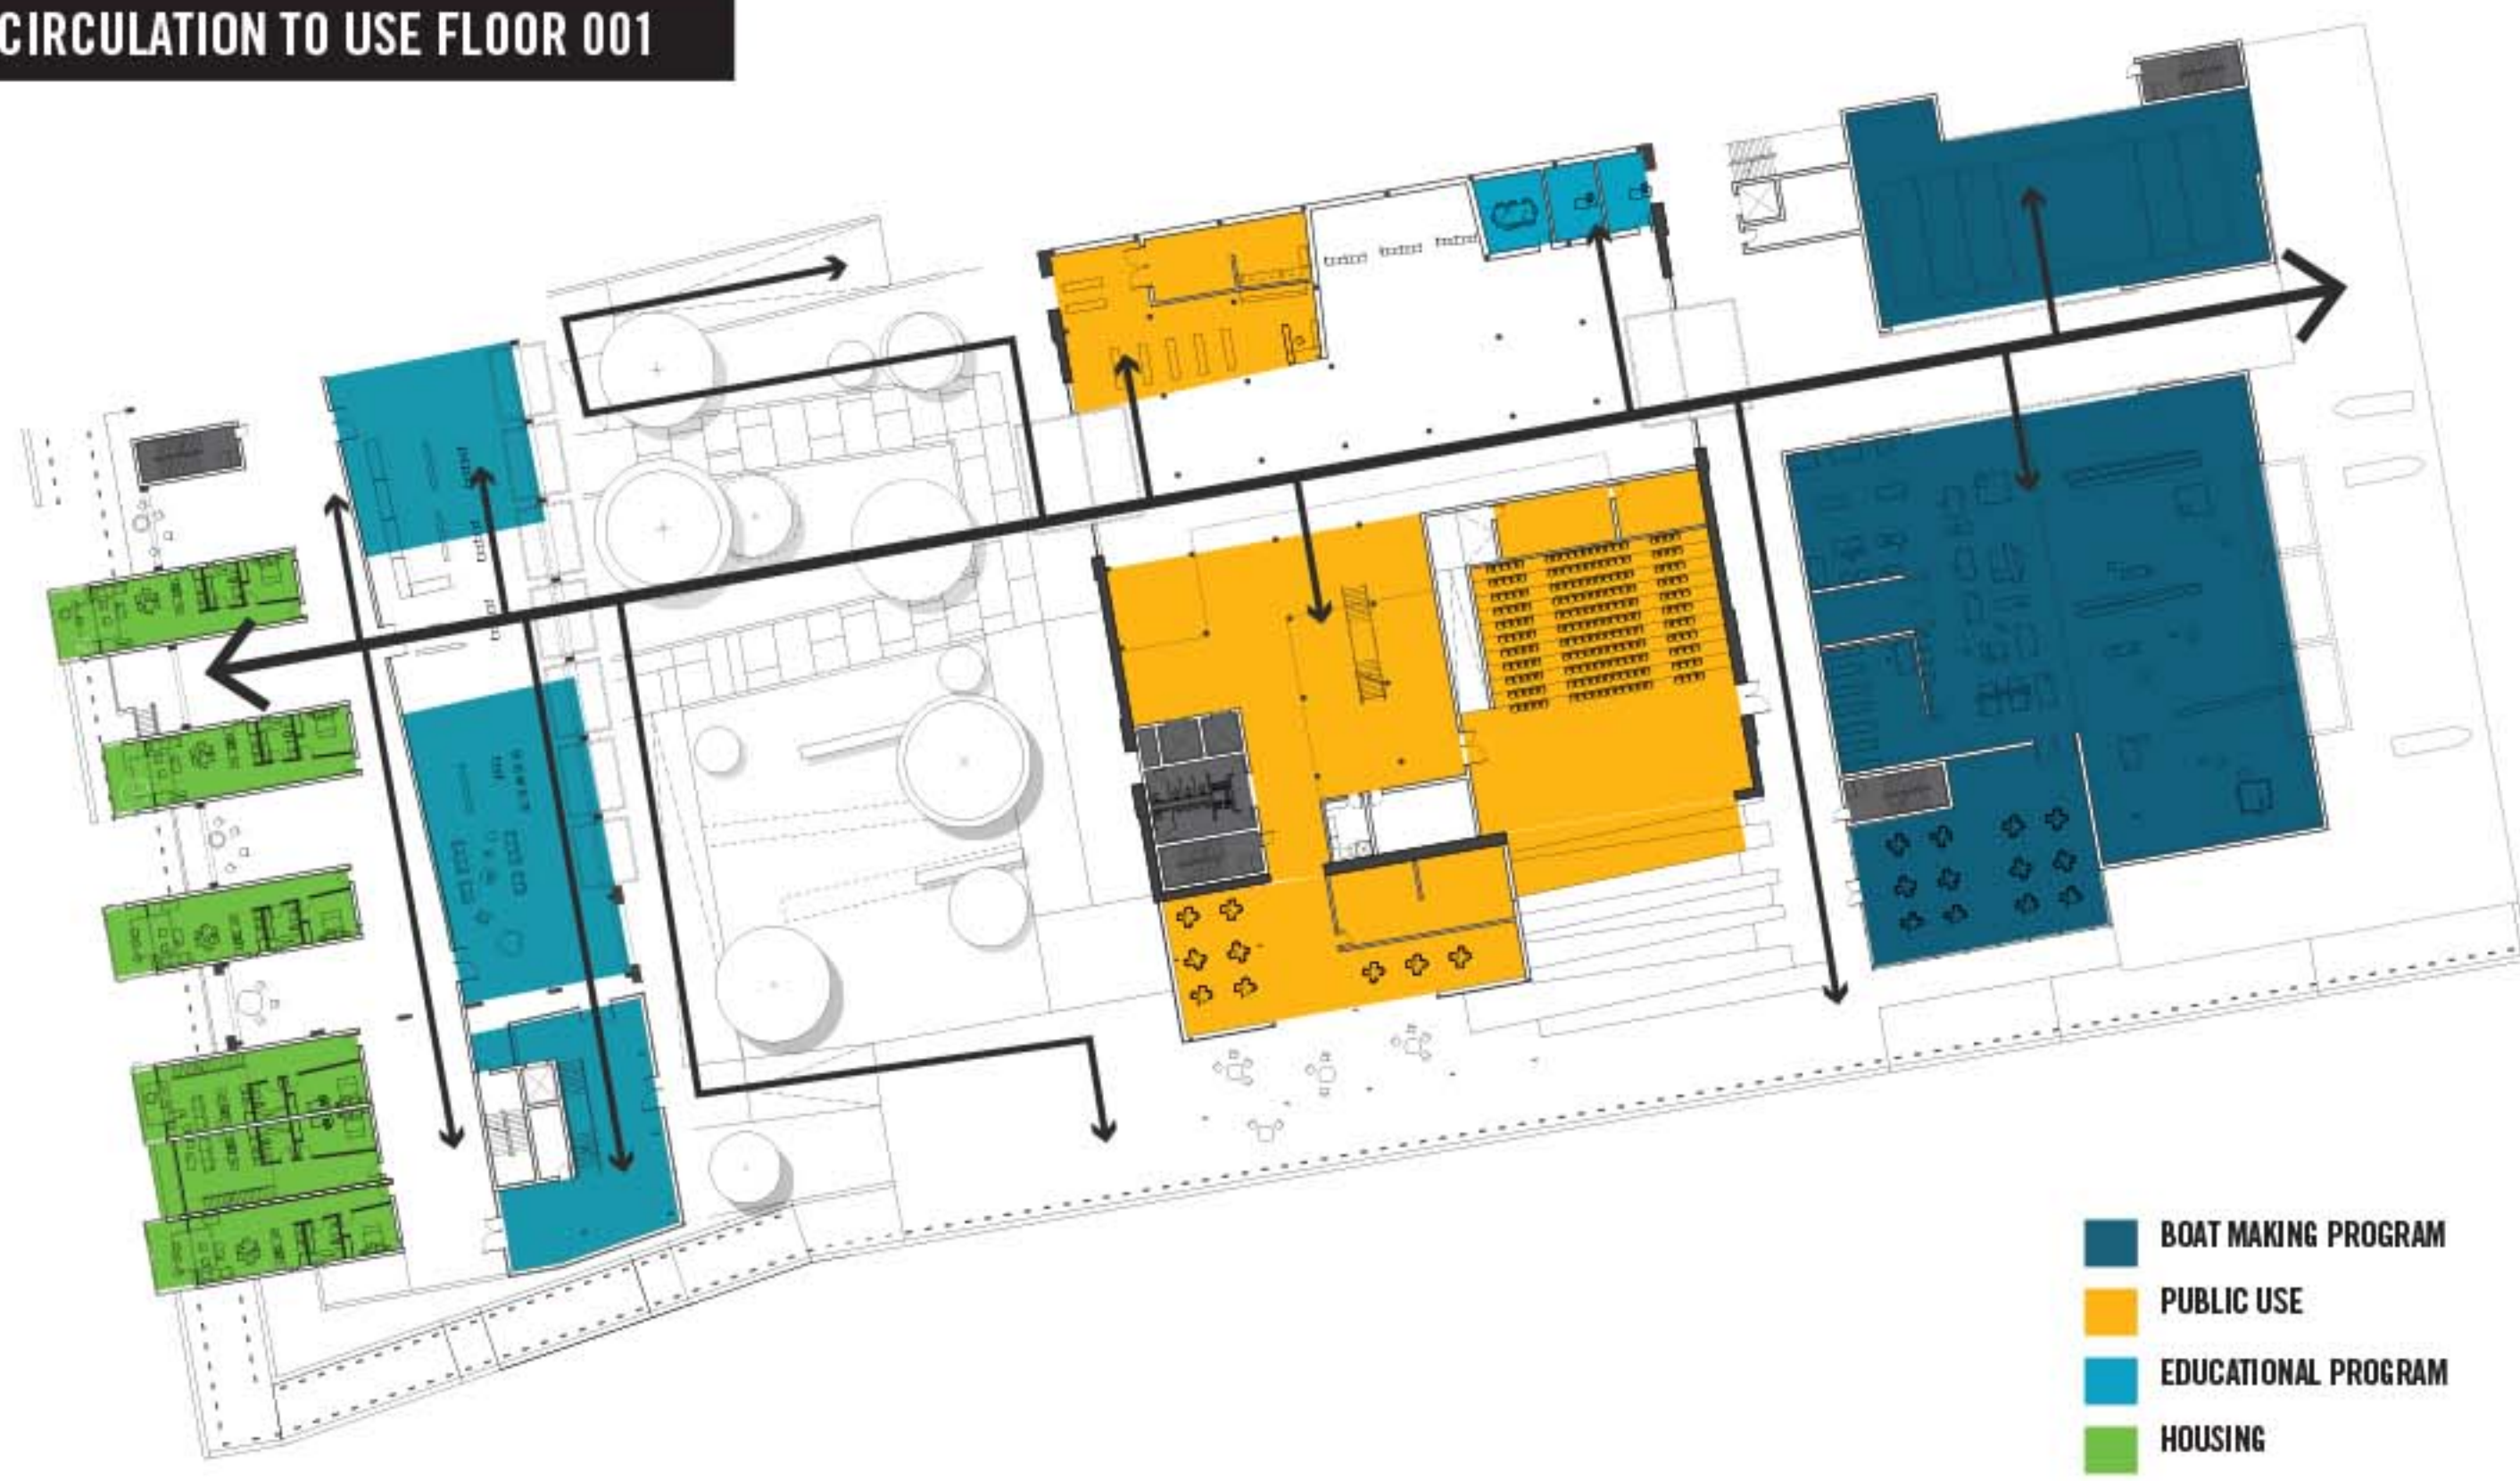 CIRCULATION TO USE FLOOR 001
BOAT MAKING PROGRAM
PUBLIC USE
EDUCATIONAL PROGRAM
HOUSING